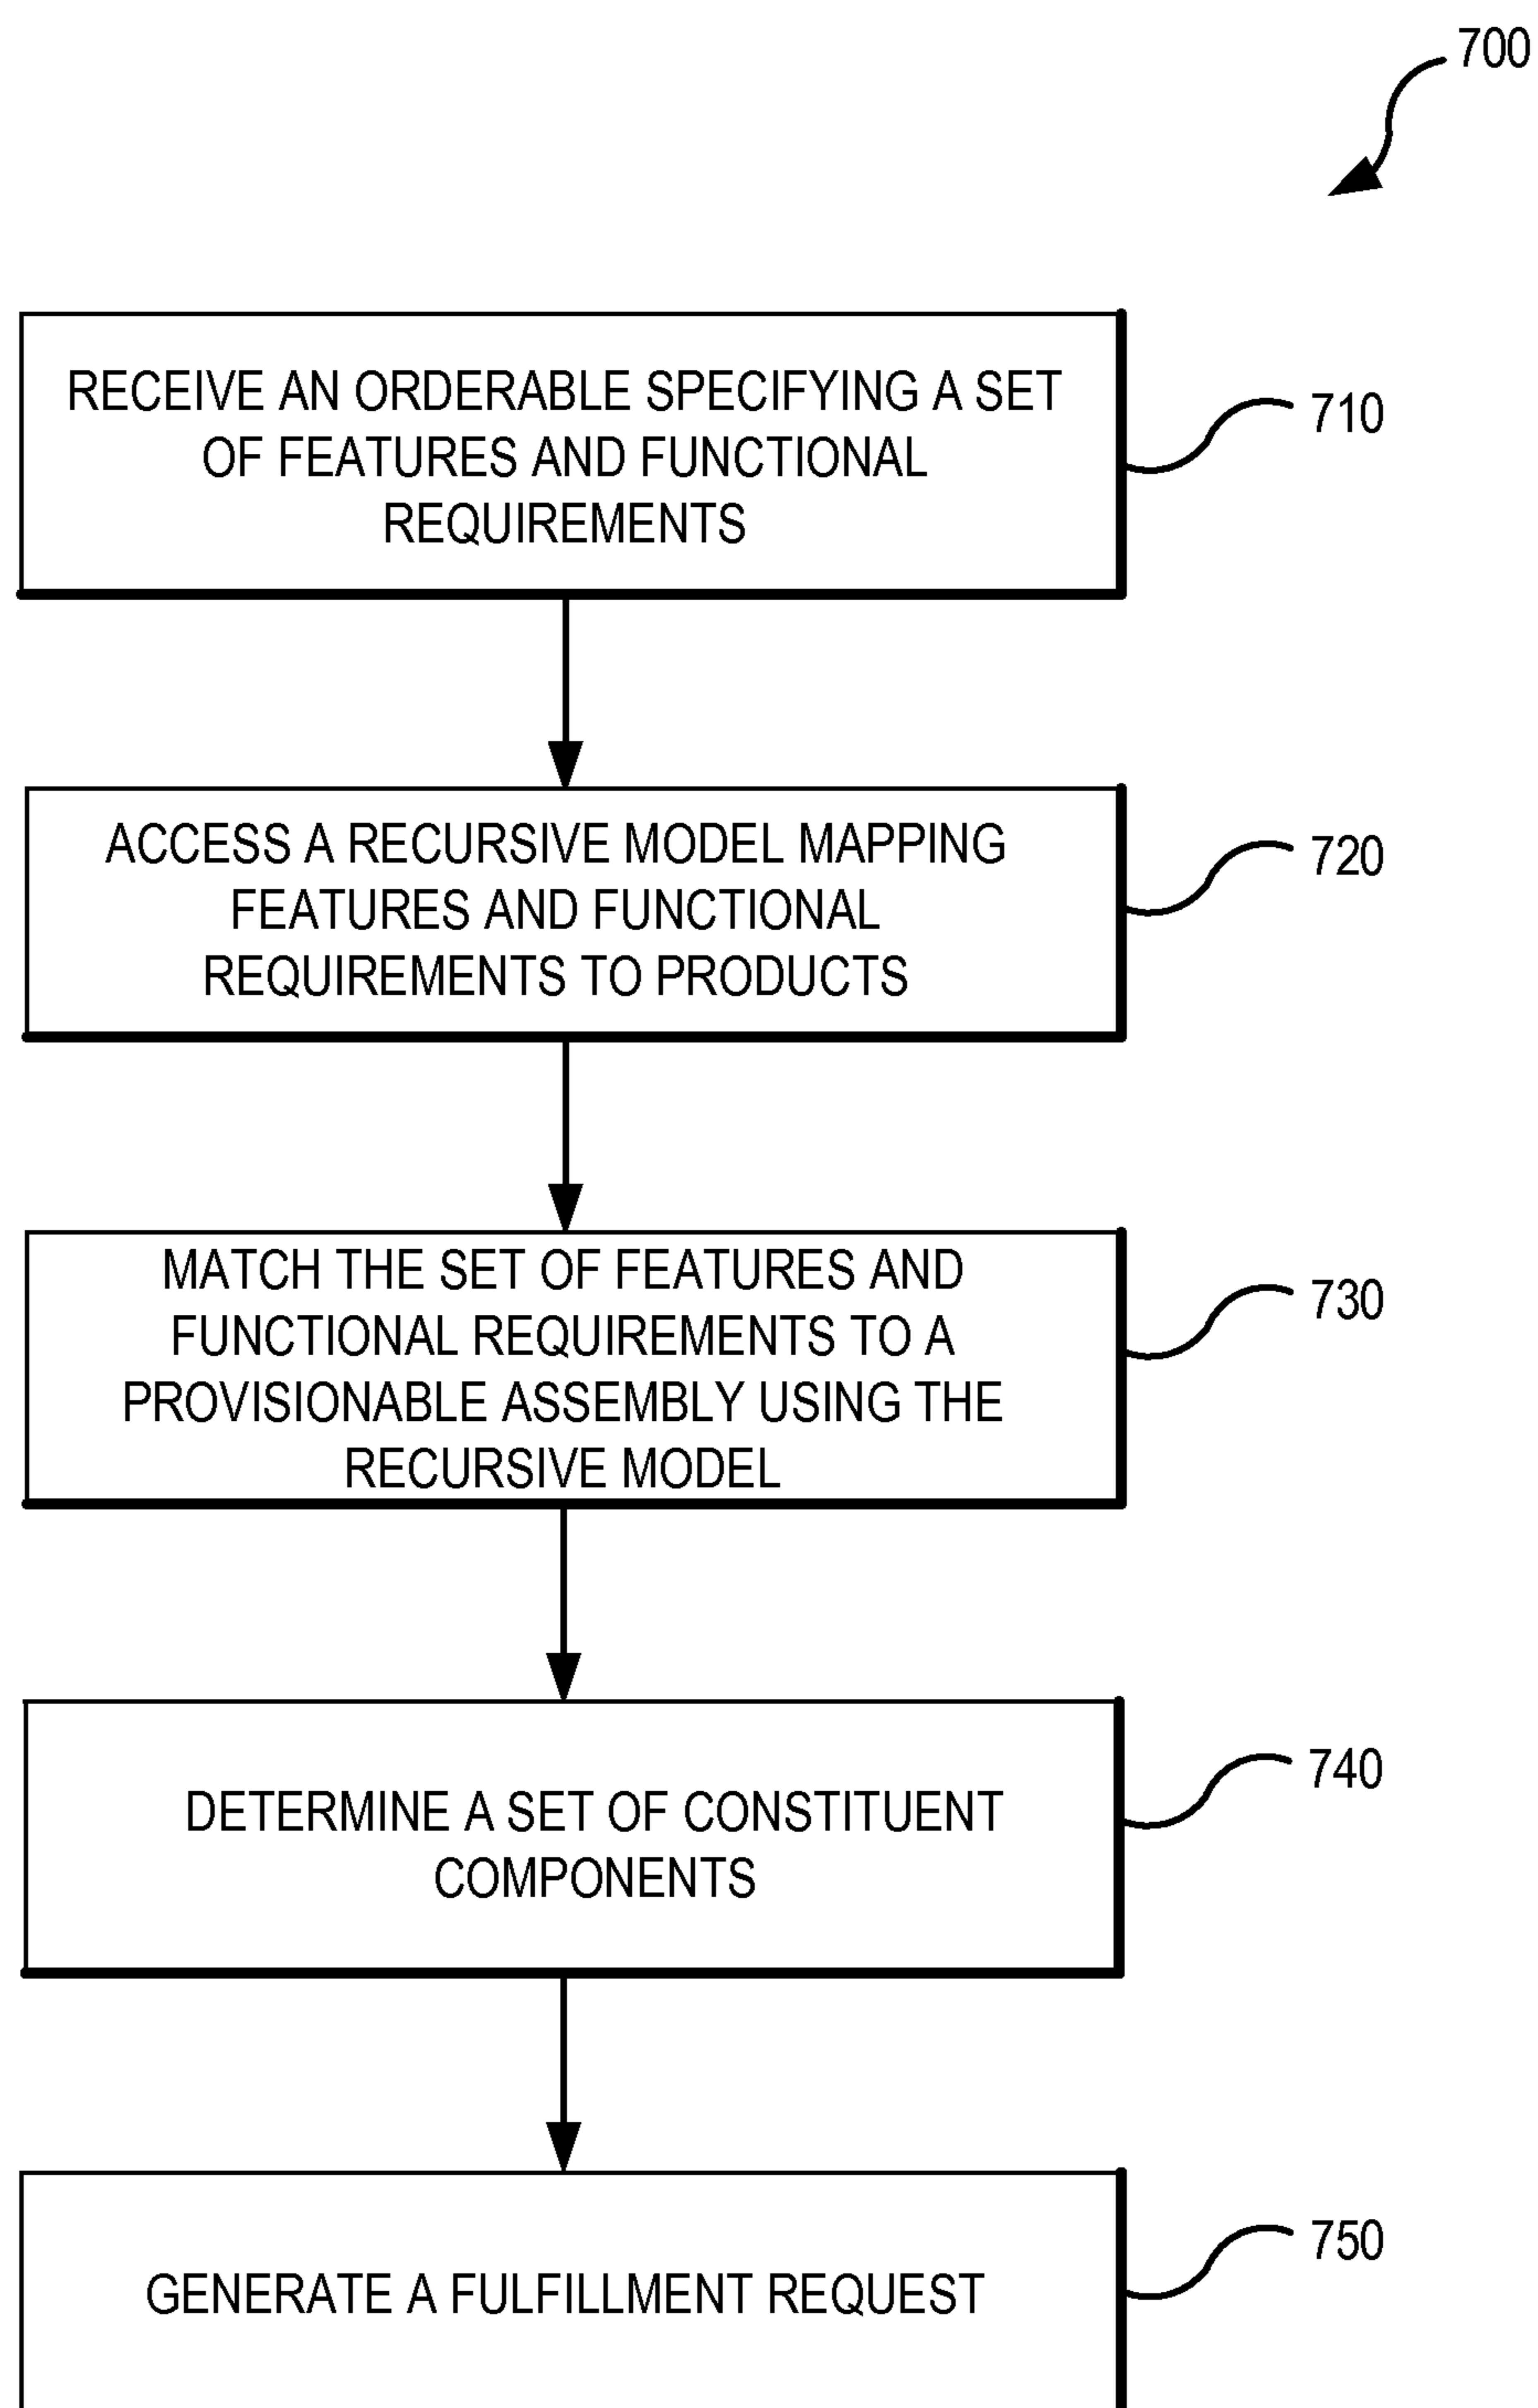 700
RECEIVE AN ORDERABLE SPECIFYING A SET
OF FEATURES AND FUNCTIONAL
REQUIREMENTS
710
ACCESS A RECURSIVE MODEL MAPPING
FEATURES AND FUNCTIONAL
REQUIREMENTS TO PRODUCTS
720
MATCH THE SET OF FEATURES AND
FUNCTIONAL REQUIREMENTS TO A
PROVISIONABLE ASSEMBLY USING THE
RECURSIVE MODEL
730
DETERMINE A SET OF CONSTITUENT
COMPONENTS
740
GENERATE A FULFILLMENT REQUEST
750